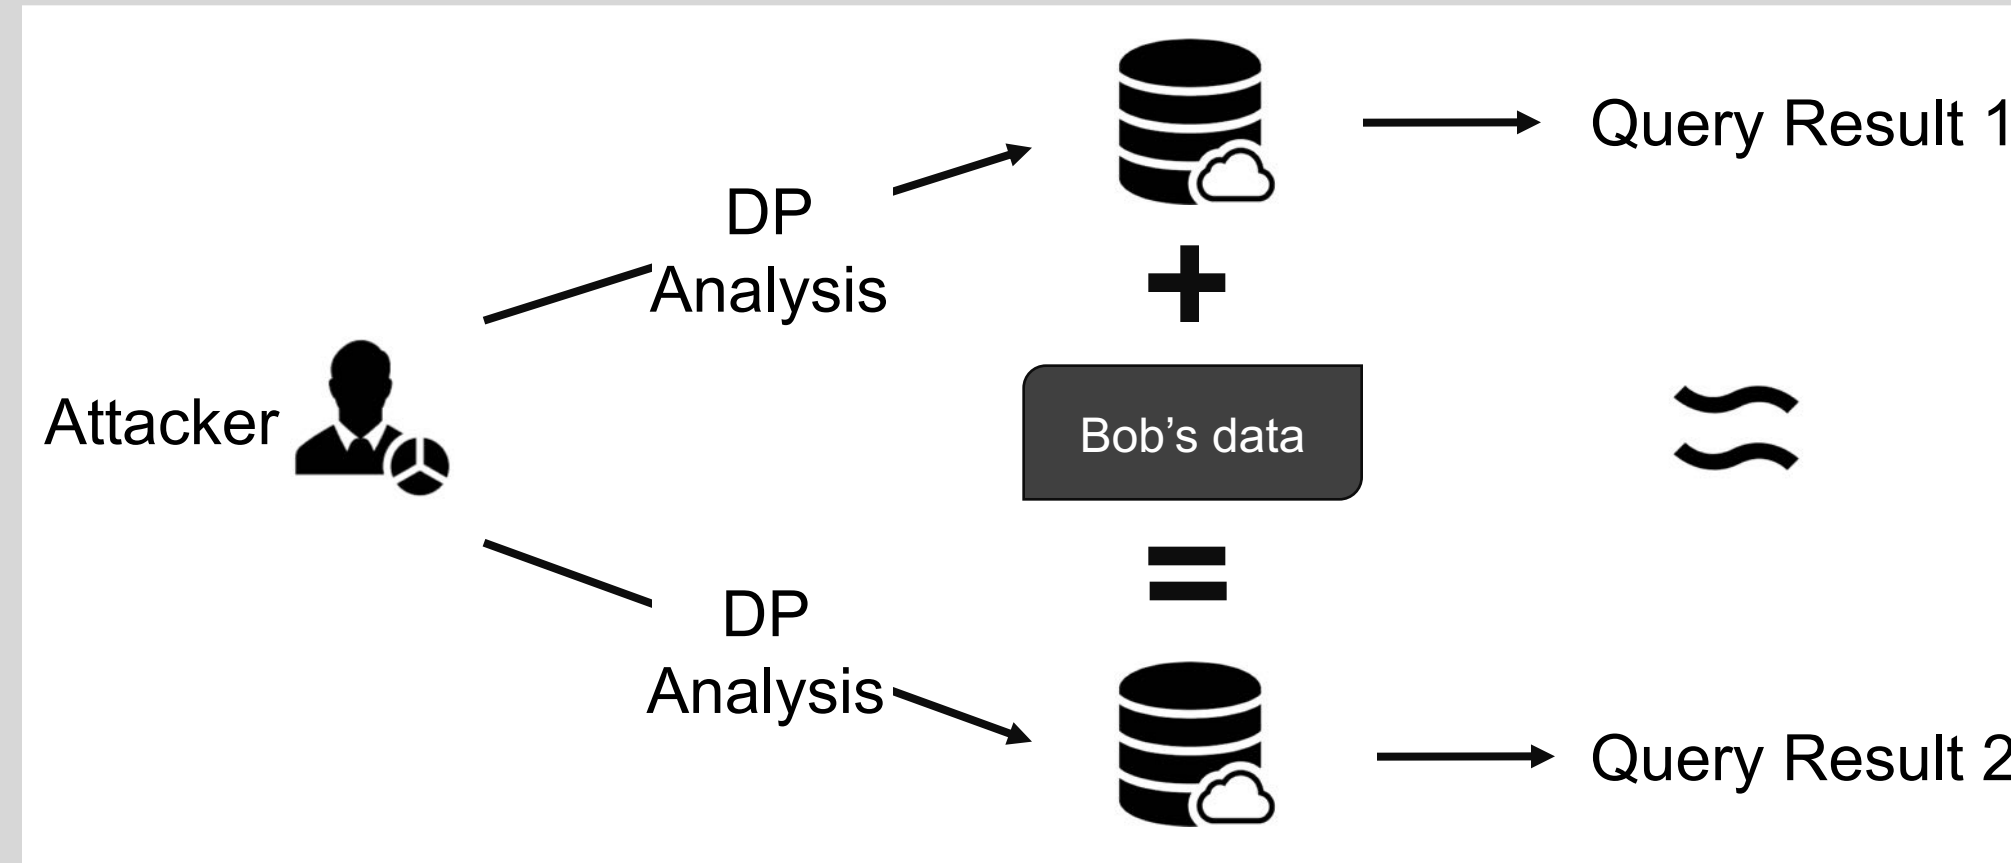 DP
Analysis
Query Result 1
Attacker
Bob’s data
DP
Analysis
Query Result 2